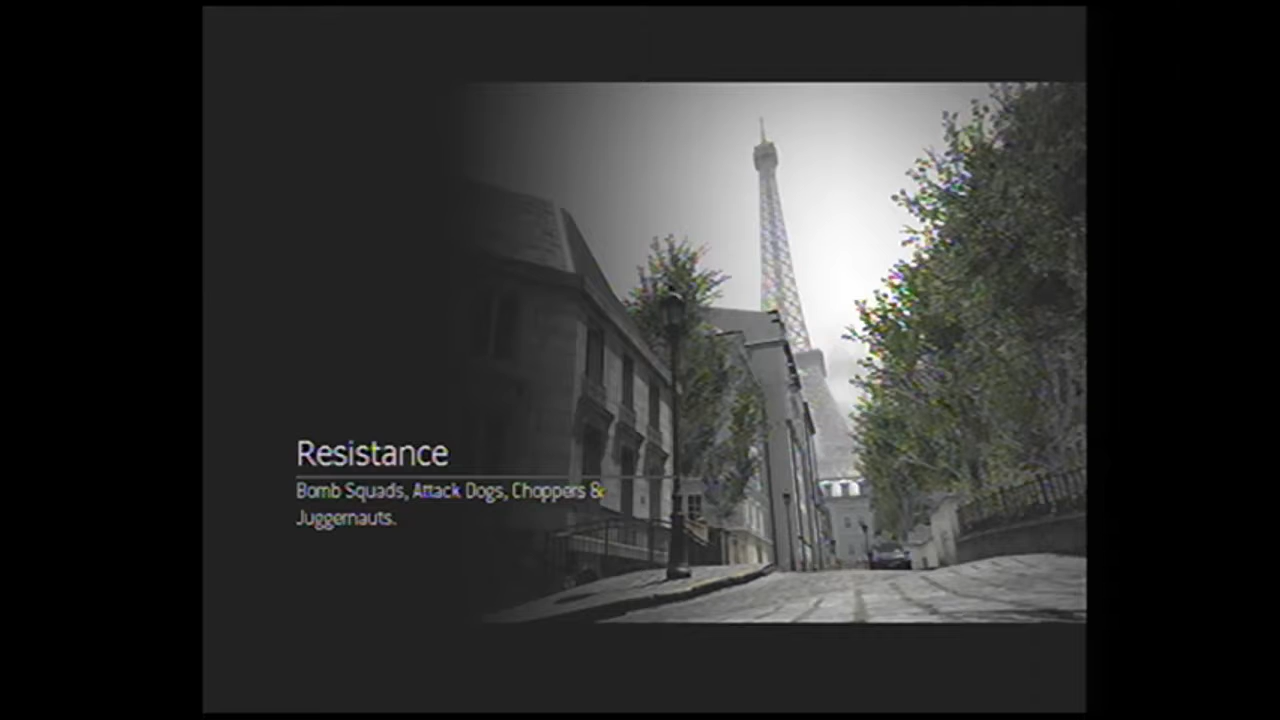 Resistance
Bomb Squads, Attack Dogs, Choppers &
Juggernauts.